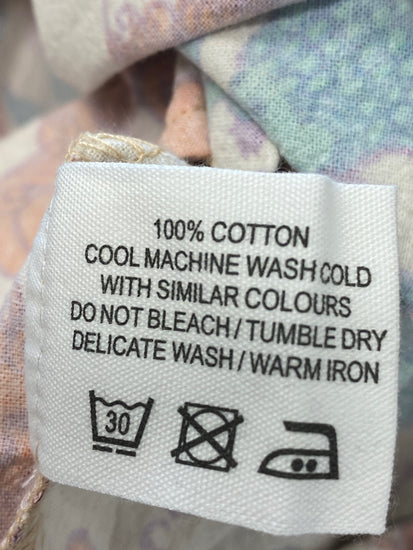 100% COTTON
COOL MACHINE WASH COLD
WITH SIMILAR COLOURS
DO NOT BLEACH / TUMBLE DRY
DELICATE WASH / WARM IRON
30